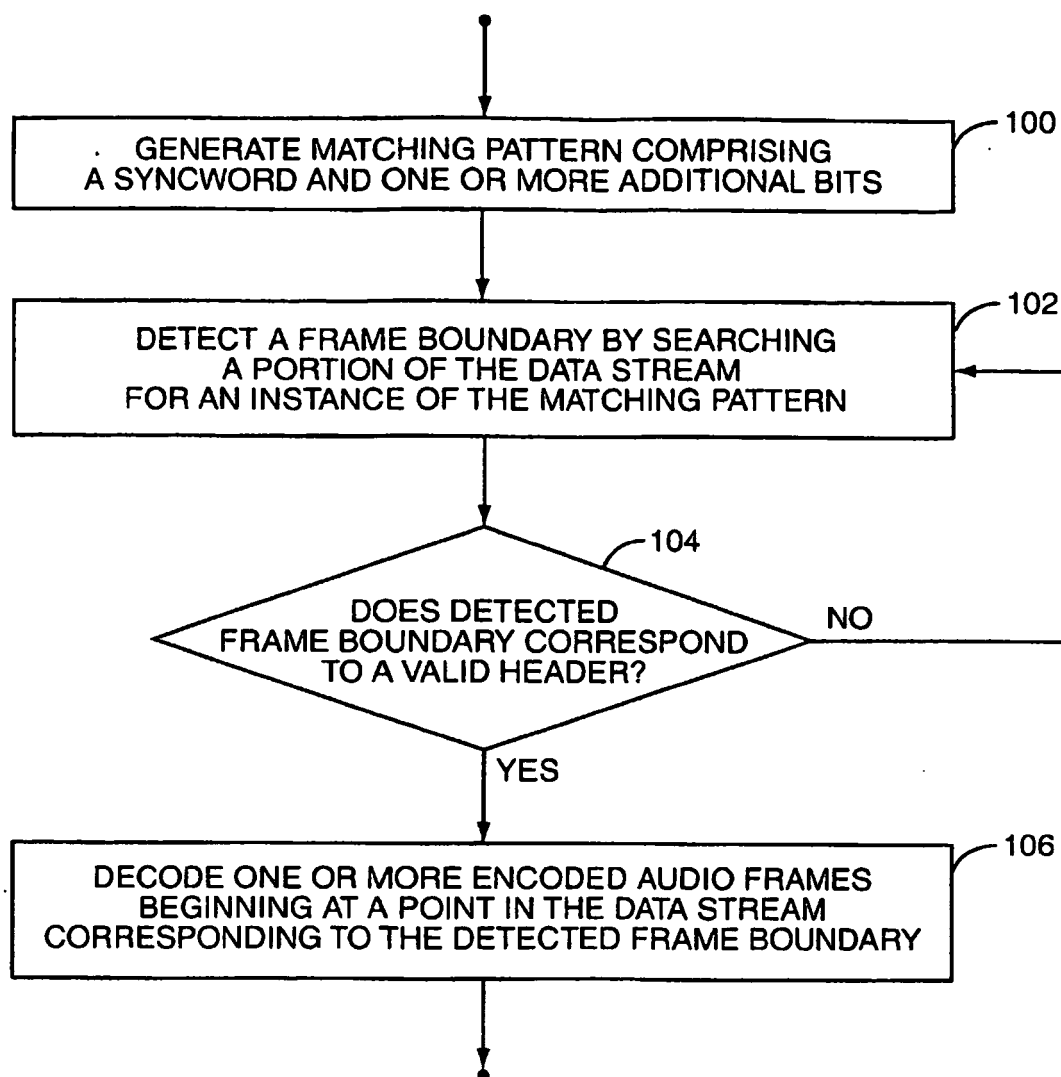 100
GENERATE MATCHING PATTERN COMPRISING
A SYNCWORD AND ONE OR MORE ADDITIONAL BITS
102
DETECT A FRAME BOUNDARY BY SEARCHING
A PORTION OF THE DATA STREAM
FOR AN INSTANCE OF THE MATCHING PATTERN
104
DOES DETECTED
FRAME BOUNDARY CORRESPOND
TO A VALID HEADER?
NO
YES
106
DECODE ONE OR MORE ENCODED AUDIO FRAMES
BEGINNING AT A POINT IN THE DATA STREAM
CORRESPONDING TO THE DETECTED FRAME BOUNDARY